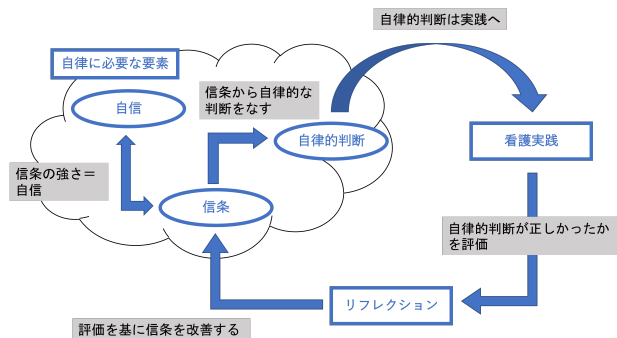 自律的判断は実践へ
自律に必要な要素
自信
信条から自律的な
判断をなす
自律的判断
看護実践
信条の強さ＝
自信
信条
自律的判断が正しかったか
を評価
リフレクション
評価を基に信条を改善する